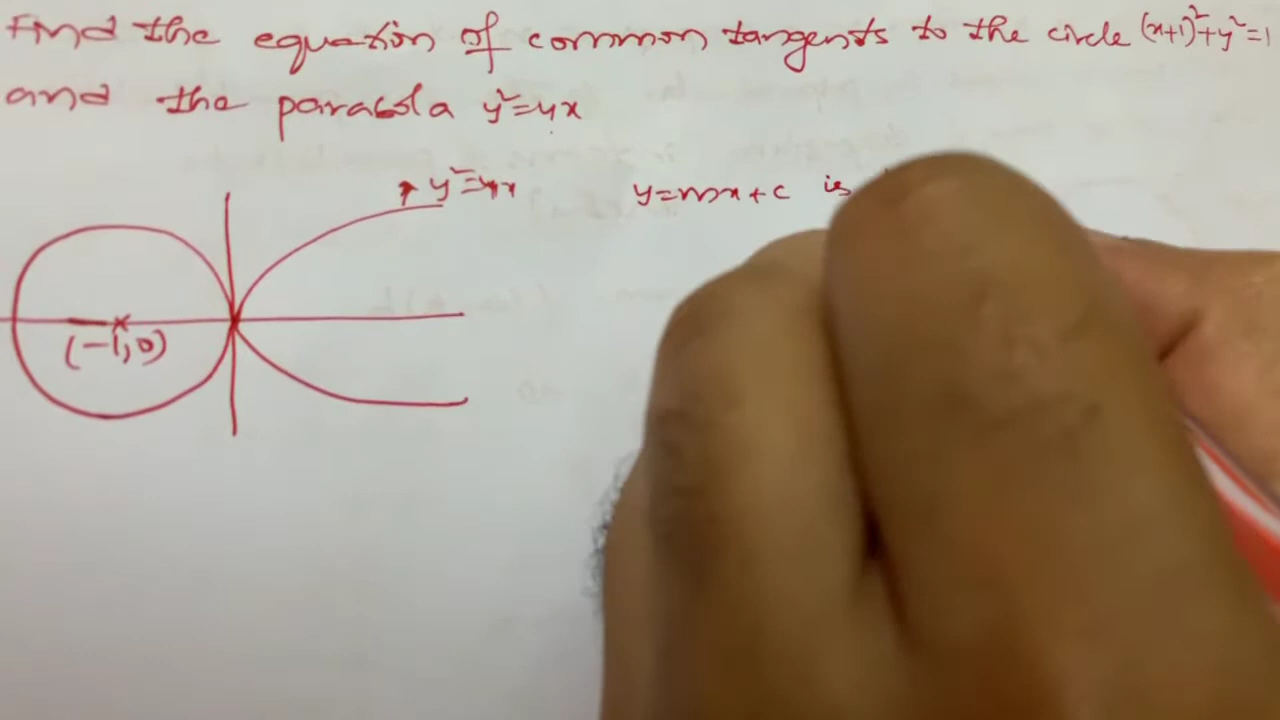 Find the equation of common tangents to the circle (x+1)²+y²=1
and the parabola y²=4x
y²=4x
y=mx+c is
(-1,0)